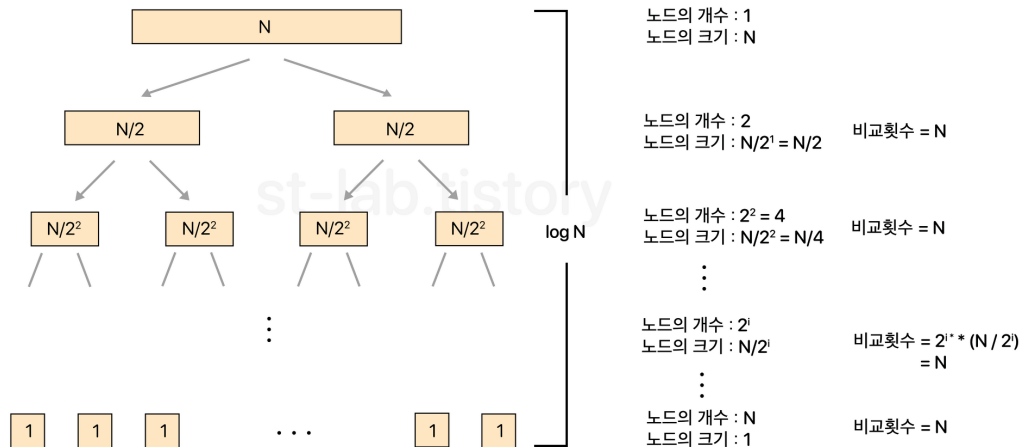 N
노드의 개수 : 1
노드의 크기 : N
N/2
N/2
노드의 개수 : 2
노드의 크기 : N/2¹ = N/2
비교횟수 = N
st-lab.tistory
N/2²
N/2²
N/2²
N/2²
log N
노드의 개수 : 2² = 4
노드의 크기 : N/2² = N/4
비교횟수 = N
노드의 개수 : 2ⁱ
노드의 크기 : N/2ⁱ
비교횟수 = 2ⁱ* * (N / 2ⁱ)
= N
1
1
1
. . .
1
1
노드의 개수 : N
노드의 크기 : 1
비교횟수 = N